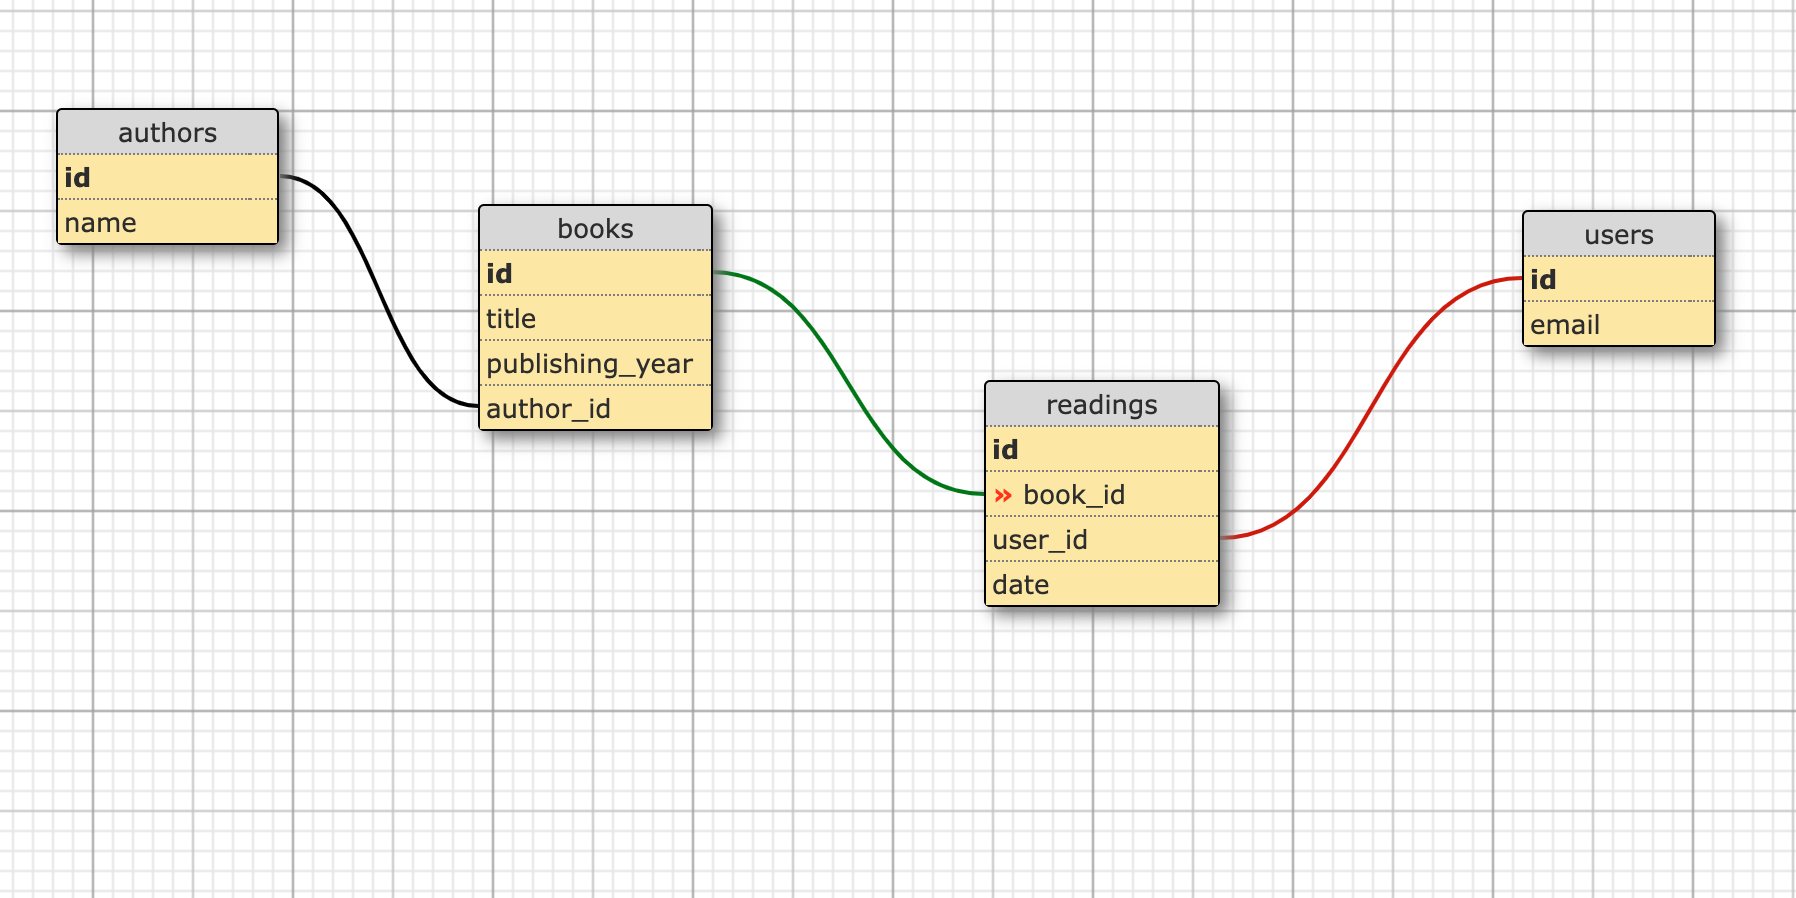 authors
id
name
books
id
title
publishing_year
author_id
readings
id
» book_id
user_id
date
users
id
email